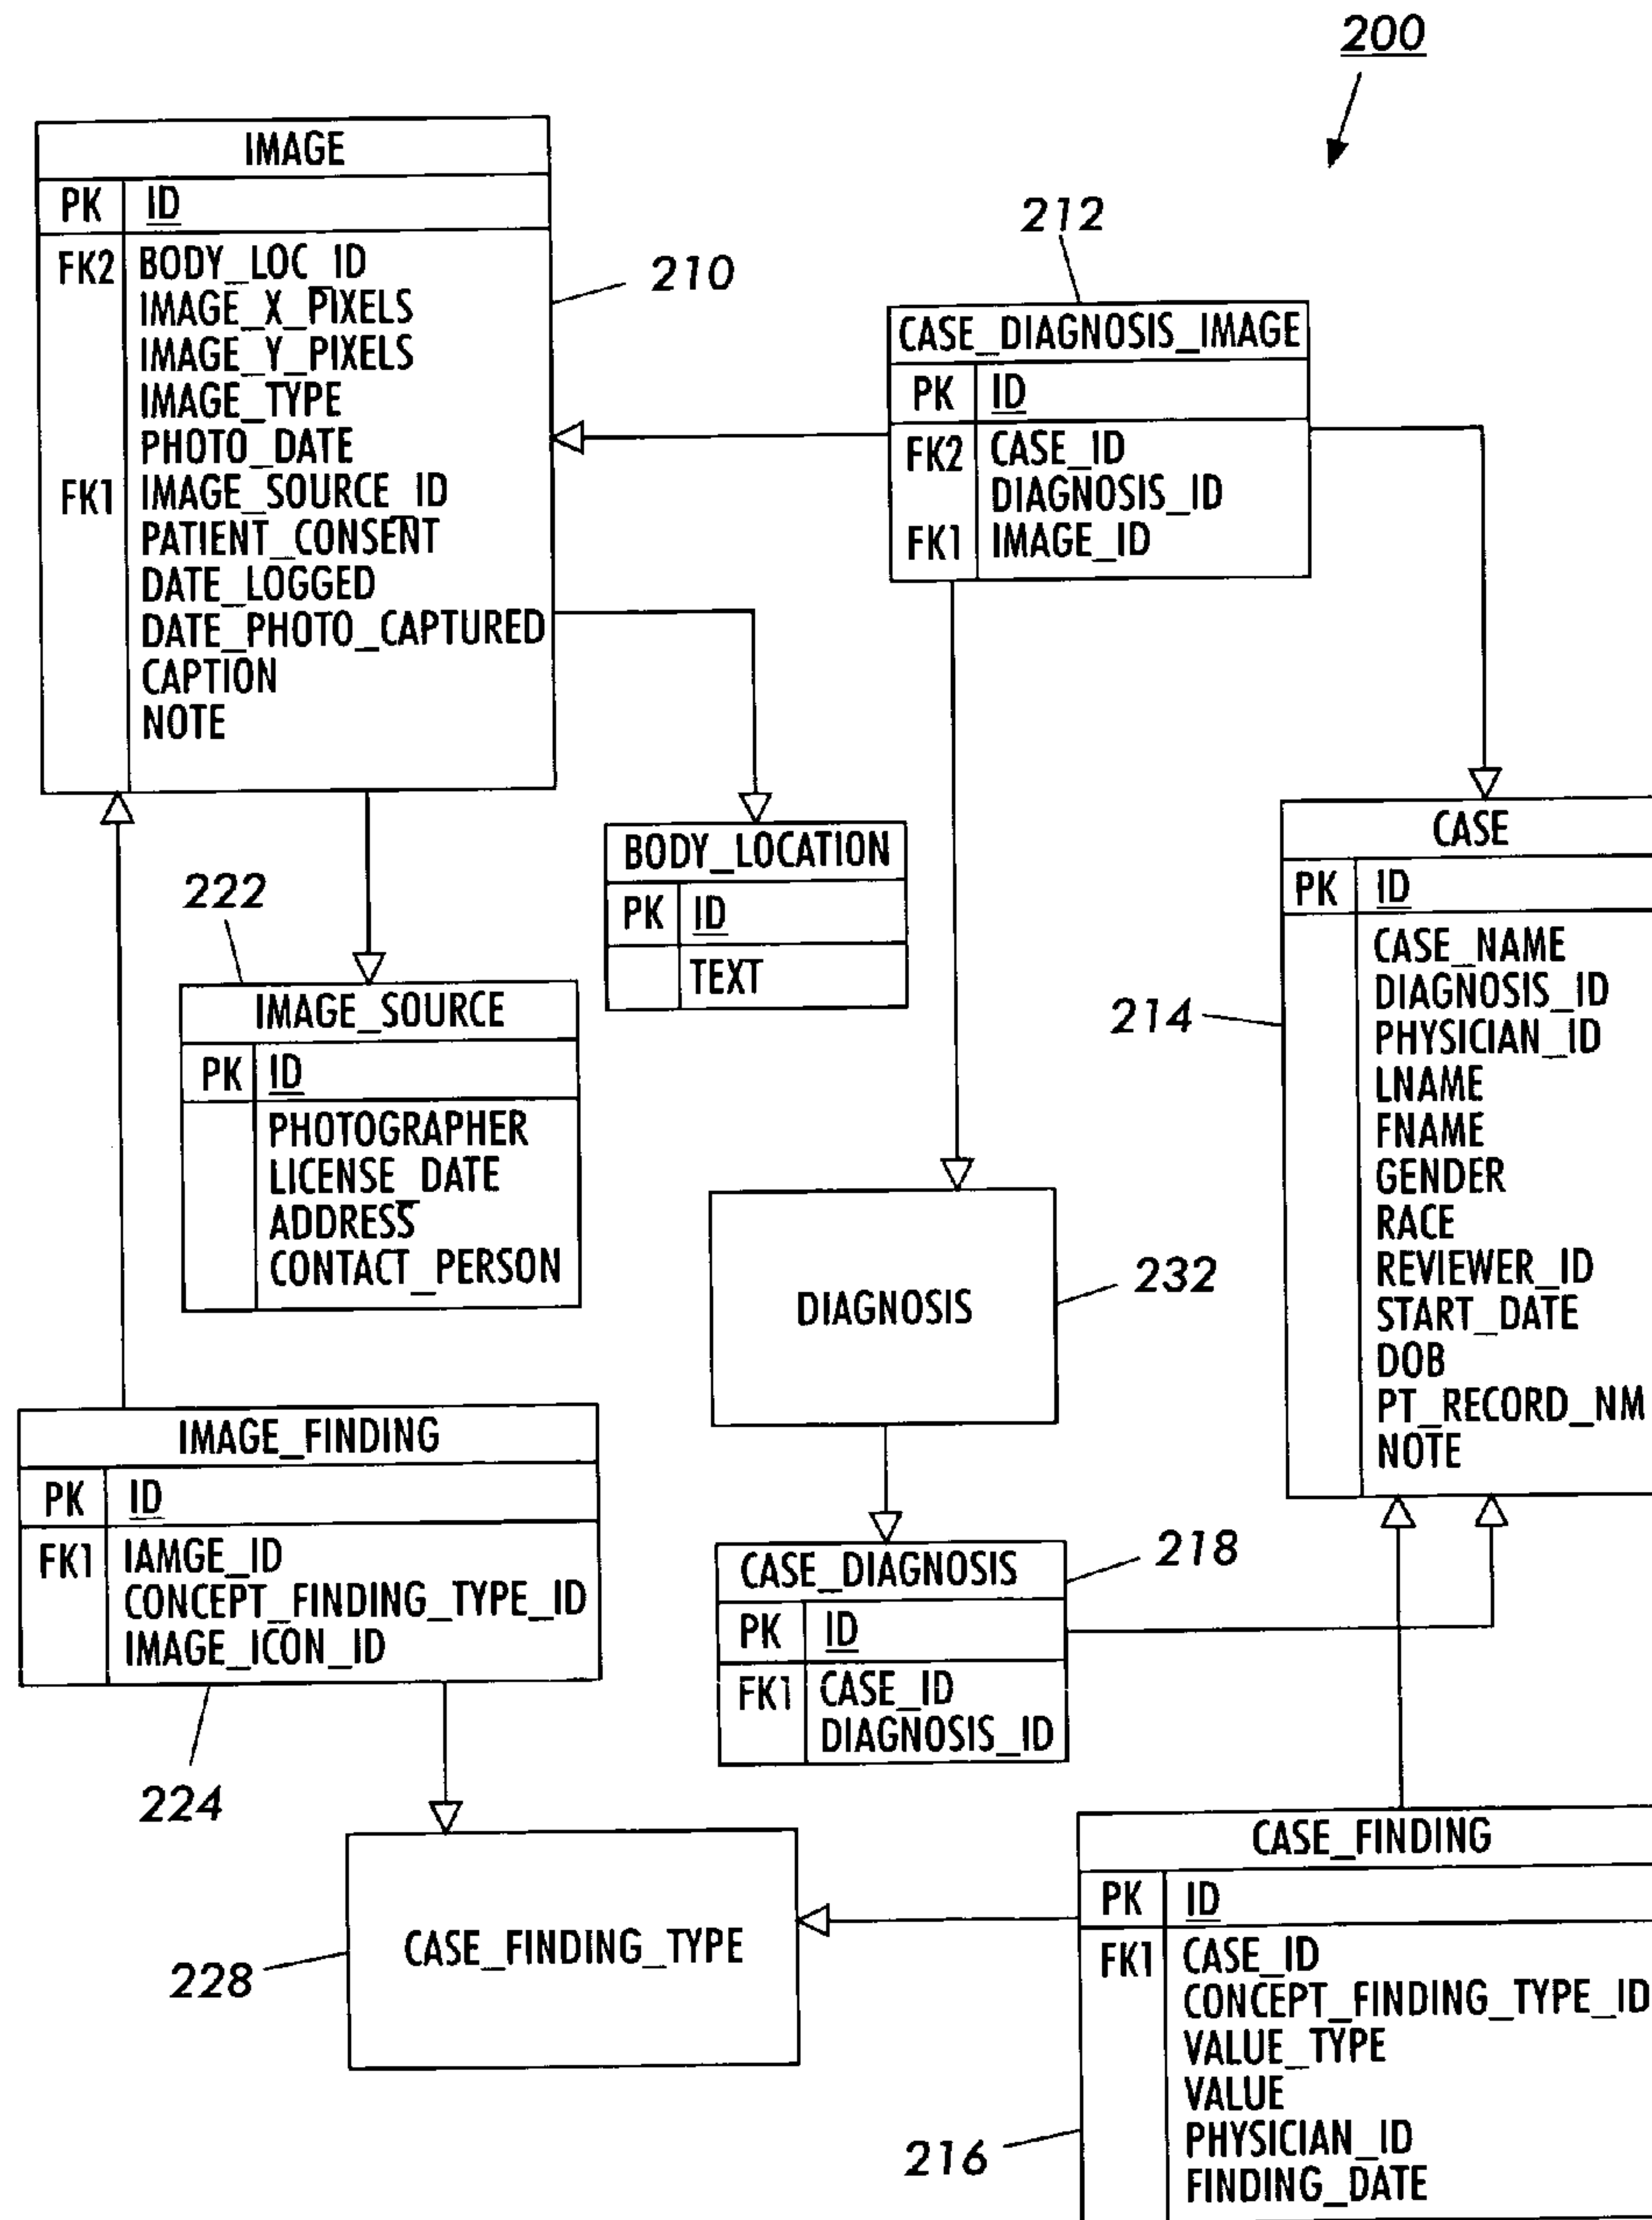 200
IMAGE
PK ID
FK2 BODY_LOC_ID
IMAGE_X_PIXELS
IMAGE_Y_PIXELS
IMAGE_TYPE
PHOTO_DATE
FK1 IMAGE_SOURCE_ID
PATIENT_CONSENT
DATE_LOGGED
DATE_PHOTO_CAPTURED
CAPTION
NOTE
210
212
CASE_DIAGNOSIS_IMAGE
PK ID
FK2 CASE_ID
DIAGNOSIS_ID
FK1 IMAGE_ID
BODY_LOCATION
PK ID
TEXT
222
IMAGE_SOURCE
PK ID
PHOTOGRAPHER
LICENSE_DATE
ADDRESS
CONTACT_PERSON
CASE
PK ID
CASE_NAME
DIAGNOSIS_ID
PHYSICIAN_ID
LNAME
FNAME
GENDER
RACE
REVIEWER_ID
START_DATE
DOB
PT_RECORD_NM
NOTE
214
DIAGNOSIS
232
IMAGE_FINDING
PK ID
FK1 IAMGE_ID
CONCEPT_FINDING_TYPE_ID
IMAGE_ICON_ID
224
CASE_DIAGNOSIS
PK ID
FK1 CASE_ID
DIAGNOSIS_ID
218
CASE_FINDING_TYPE
228
CASE_FINDING
PK ID
FK1 CASE_ID
CONCEPT_FINDING_TYPE_ID
VALUE_TYPE
VALUE
PHYSICIAN_ID
FINDING_DATE
216